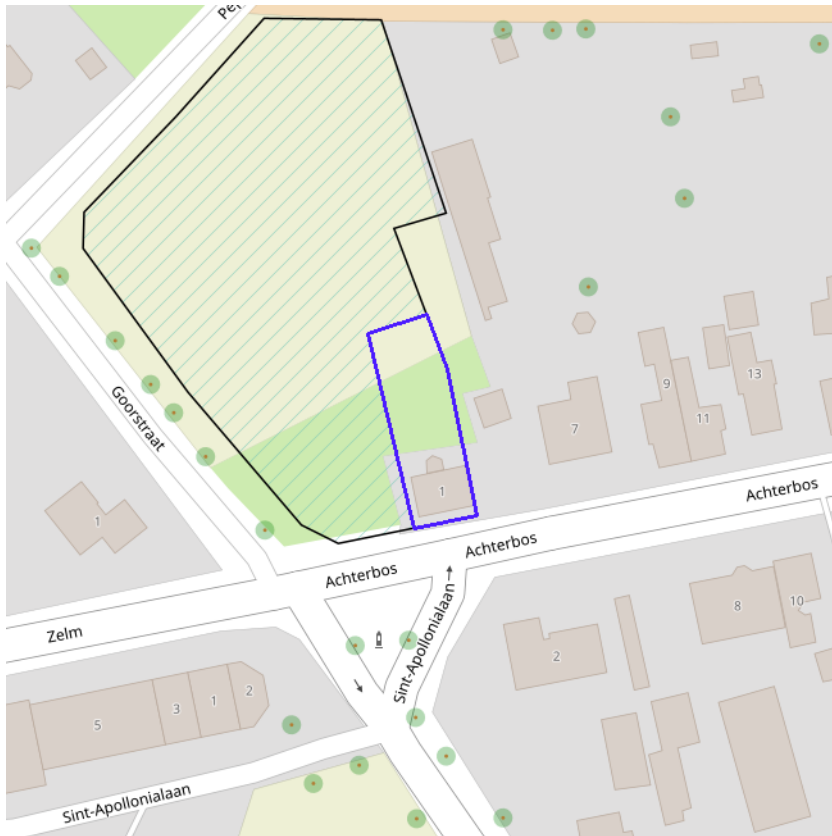 Goorstraat
1
1
7
9
11
13
Achterbos
Achterbos
Achterbos
Zelm
Sint-Apollonialaan
2
8
10
5
3
1
2
Sint-Apollonialaan